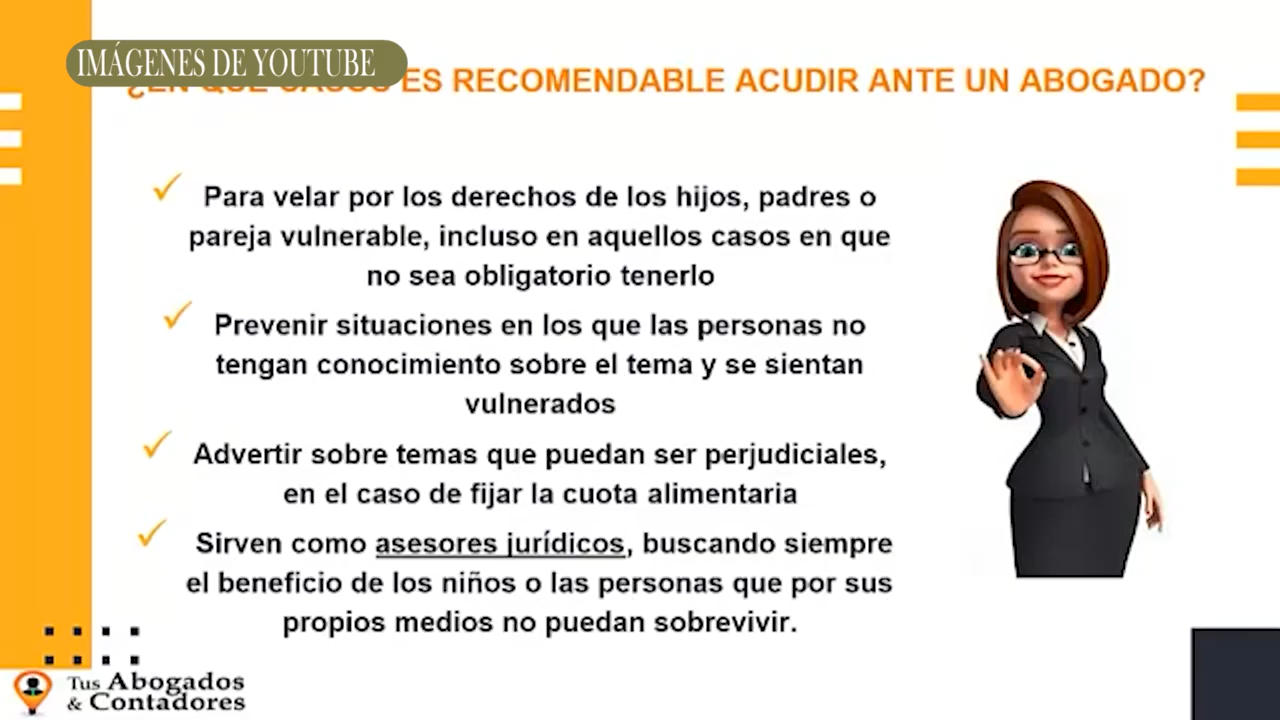 IMÁGENES DE YOUTUBE
ES RECOMENDABLE ACUDIR ANTE UN ABOGADO?
Para velar por los derechos de los hijos, padres o
pareja vulnerable, incluso en aquellos casos en que
no sea obligatorio tenerlo
Prevenir situaciones en los que las personas no
tengan conocimiento sobre el tema y se sientan
vulnerados
Advertir sobre temas que puedan ser perjudiciales,
en el caso de fijar la cuota alimentaria
Sirven como asesores jurídicos, buscando siempre
el beneficio de los niños o las personas que por sus
propios medios no puedan sobrevivir.
Tus Abogados
& Contadores